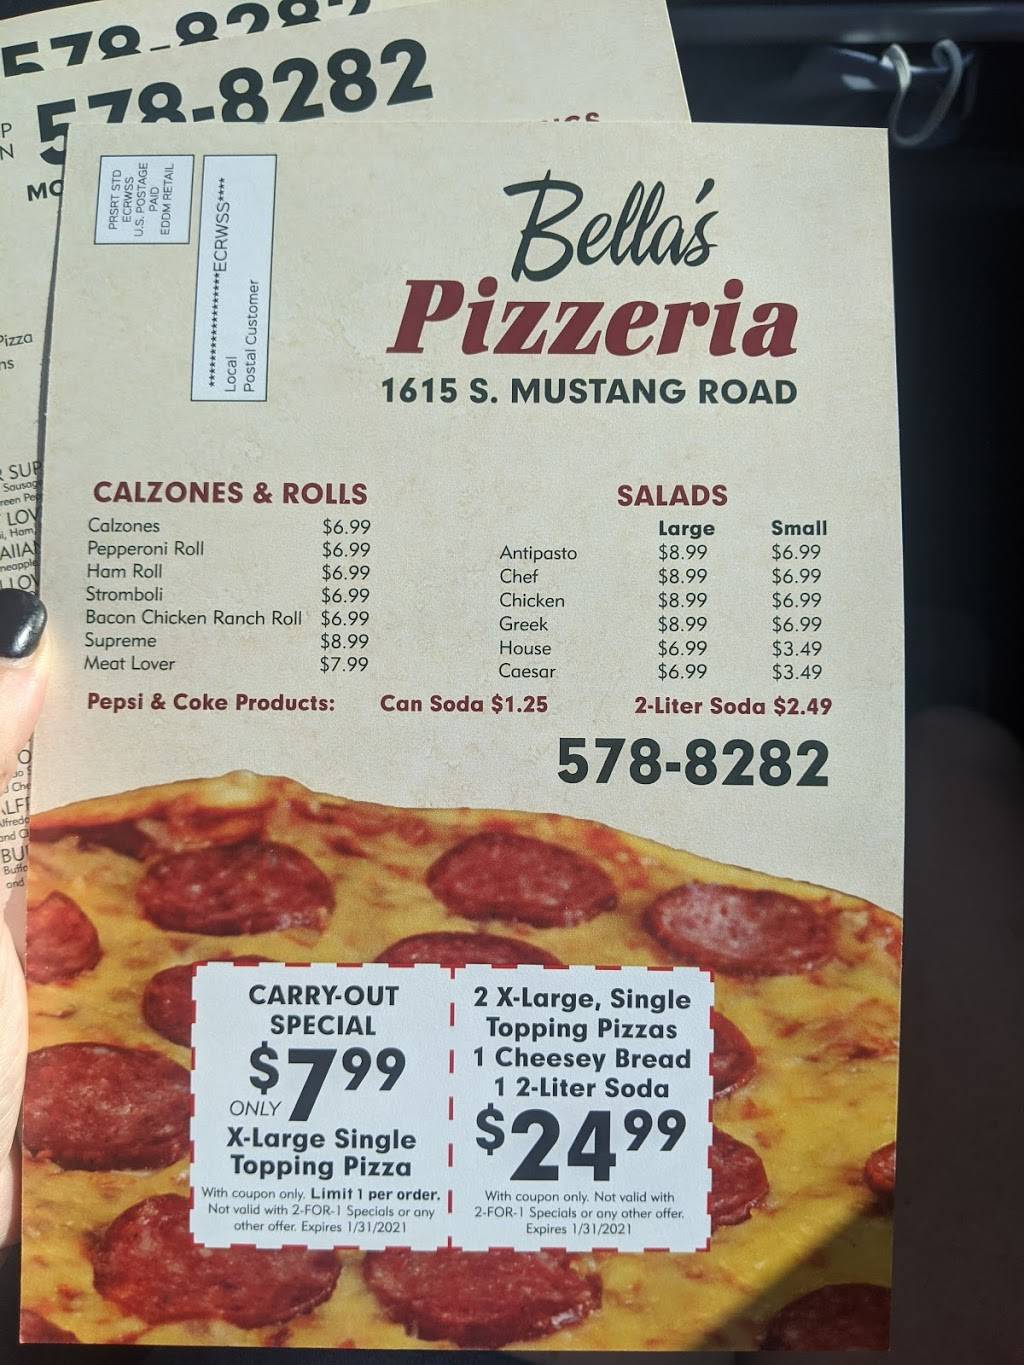 578-8282
578-8282
PRSRT STD
ECRWSS
U.S. POSTAGE
PAID
EDDM RETAIL
*******************ECRWSS****
Local
Postal Customer
Bella's
Pizzeria
1615 S. MUSTANG ROAD
CALZONES & ROLLS
Calzones $6.99
Pepperoni Roll $6.99
Ham Roll $6.99
Stromboli $6.99
Bacon Chicken Ranch Roll $6.99
Supreme $8.99
Meat Lover $7.99
SALADS
Large Small
Antipasto $8.99 $6.99
Chef $8.99 $6.99
Chicken $8.99 $6.99
Greek $8.99 $6.99
House $6.99 $3.49
Caesar $6.99 $3.49
Pepsi & Coke Products: Can Soda $1.25 2-Liter Soda $2.49
578-8282
CARRY-OUT
SPECIAL
ONLY $7.99
X-Large Single
Topping Pizza
With coupon only. Limit 1 per order.
Not valid with 2-FOR-1 Specials or any
other offer. Expires 1/31/2021
2 X-Large, Single
Topping Pizzas
1 Cheesey Bread
1 2-Liter Soda
$24.99
With coupon only. Not valid with
2-FOR-1 Specials or any other offer.
Expires 1/31/2021
Pizza